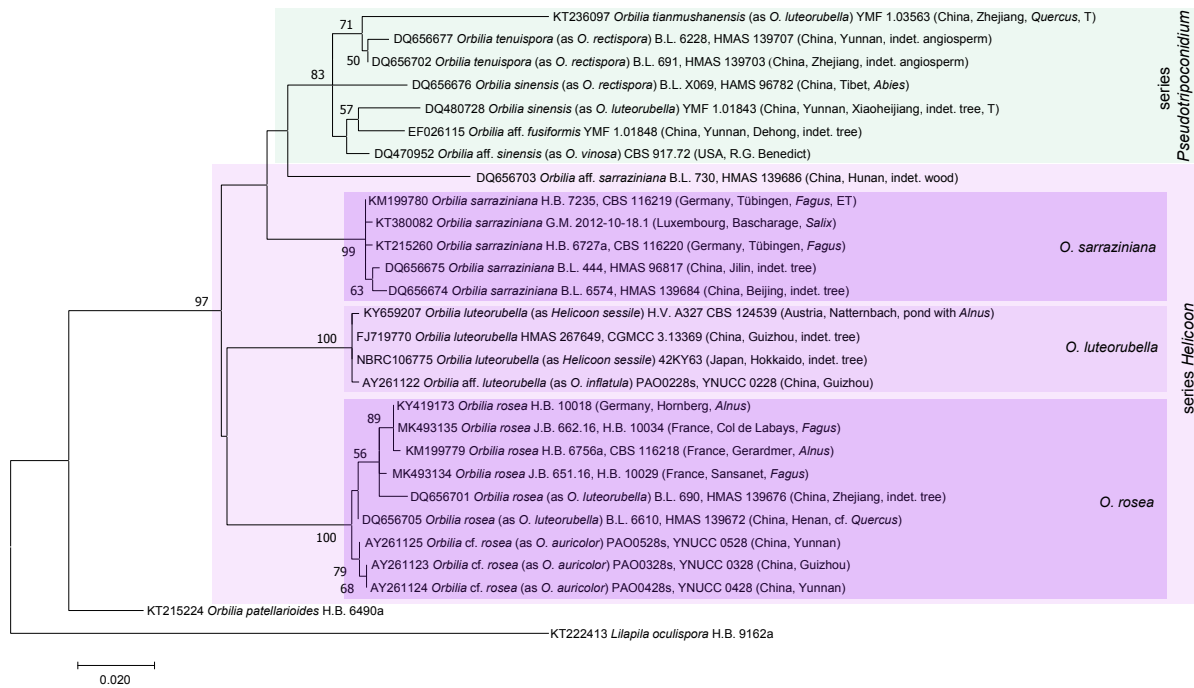 71
KT236097 Orbilia tianmushanensis (as O. luteorubella) YMF 1.03563 (China, Zhejiang, Quercus, T)
DQ656677 Orbilia tenuispora (as O. rectispora) B.L. 6228, HMAS 139707 (China, Yunnan, indet. angiosperm)
50
DQ656702 Orbilia tenuispora (as O. rectispora) B.L. 691, HMAS 139703 (China, Zhejiang, indet. angiosperm)
83
DQ656676 Orbilia sinensis (as O. rectispora) B.L. X069, HAMS 96782 (China, Tibet, Abies)
57
DQ480728 Orbilia sinensis (as O. luteorubella) YMF 1.01843 (China, Yunnan, Xiaoheijiang, indet. tree, T)
EF026115 Orbilia aff. fusiformis YMF 1.01848 (China, Yunnan, Dehong, indet. tree)
DQ470952 Orbilia aff. sinensis (as O. vinosa) CBS 917.72 (USA, R.G. Benedict)
series
Pseudotripoconidium
DQ656703 Orbilia aff. sarraziniana B.L. 730, HMAS 139686 (China, Hunan, indet. wood)
KM199780 Orbilia sarraziniana H.B. 7235, CBS 116219 (Germany, Tübingen, Fagus, ET)
KT380082 Orbilia sarraziniana G.M. 2012-10-18.1 (Luxembourg, Bascharage, Salix)
99
KT215260 Orbilia sarraziniana H.B. 6727a, CBS 116220 (Germany, Tübingen, Fagus)
O. sarraziniana
DQ656675 Orbilia sarraziniana B.L. 444, HMAS 96817 (China, Jilin, indet. tree)
63
DQ656674 Orbilia sarraziniana B.L. 6574, HMAS 139684 (China, Beijing, indet. tree)
97
KY659207 Orbilia luteorubella (as Helicoon sessile) H.V. A327 CBS 124539 (Austria, Natternbach, pond with Alnus)
100
FJ719770 Orbilia luteorubella HMAS 267649, CGMCC 3.13369 (China, Guizhou, indet. tree)
O. luteorubella
NBRC106775 Orbilia luteorubella (as Helicoon sessile) 42KY63 (Japan, Hokkaido, indet. tree)
AY261122 Orbilia aff. luteorubella (as O. inflatula) PAO0228s, YNUCC 0228 (China, Guizhou)
series Helicoon
KY419173 Orbilia rosea H.B. 10018 (Germany, Hornberg, Alnus)
89
MK493135 Orbilia rosea J.B. 662.16, H.B. 10034 (France, Col de Labays, Fagus)
56
KM199779 Orbilia rosea H.B. 6756a, CBS 116218 (France, Gerardmer, Alnus)
MK493134 Orbilia rosea J.B. 651.16, H.B. 10029 (France, Sansanet, Fagus)
DQ656701 Orbilia rosea (as O. luteorubella) B.L. 690, HMAS 139676 (China, Zhejiang, indet. tree)
O. rosea
DQ656705 Orbilia rosea (as O. luteorubella) B.L. 6610, HMAS 139672 (China, Henan, cf. Quercus)
100
AY261125 Orbilia cf. rosea (as O. auricolor) PAO0528s, YNUCC 0528 (China, Yunnan)
79
AY261123 Orbilia cf. rosea (as O. auricolor) PAO0328s, YNUCC 0328 (China, Guizhou)
68
AY261124 Orbilia cf. rosea (as O. auricolor) PAO0428s, YNUCC 0428 (China, Yunnan)
KT215224 Orbilia patellarioides H.B. 6490a
KT222413 Lilapila oculispora H.B. 9162a
0.020